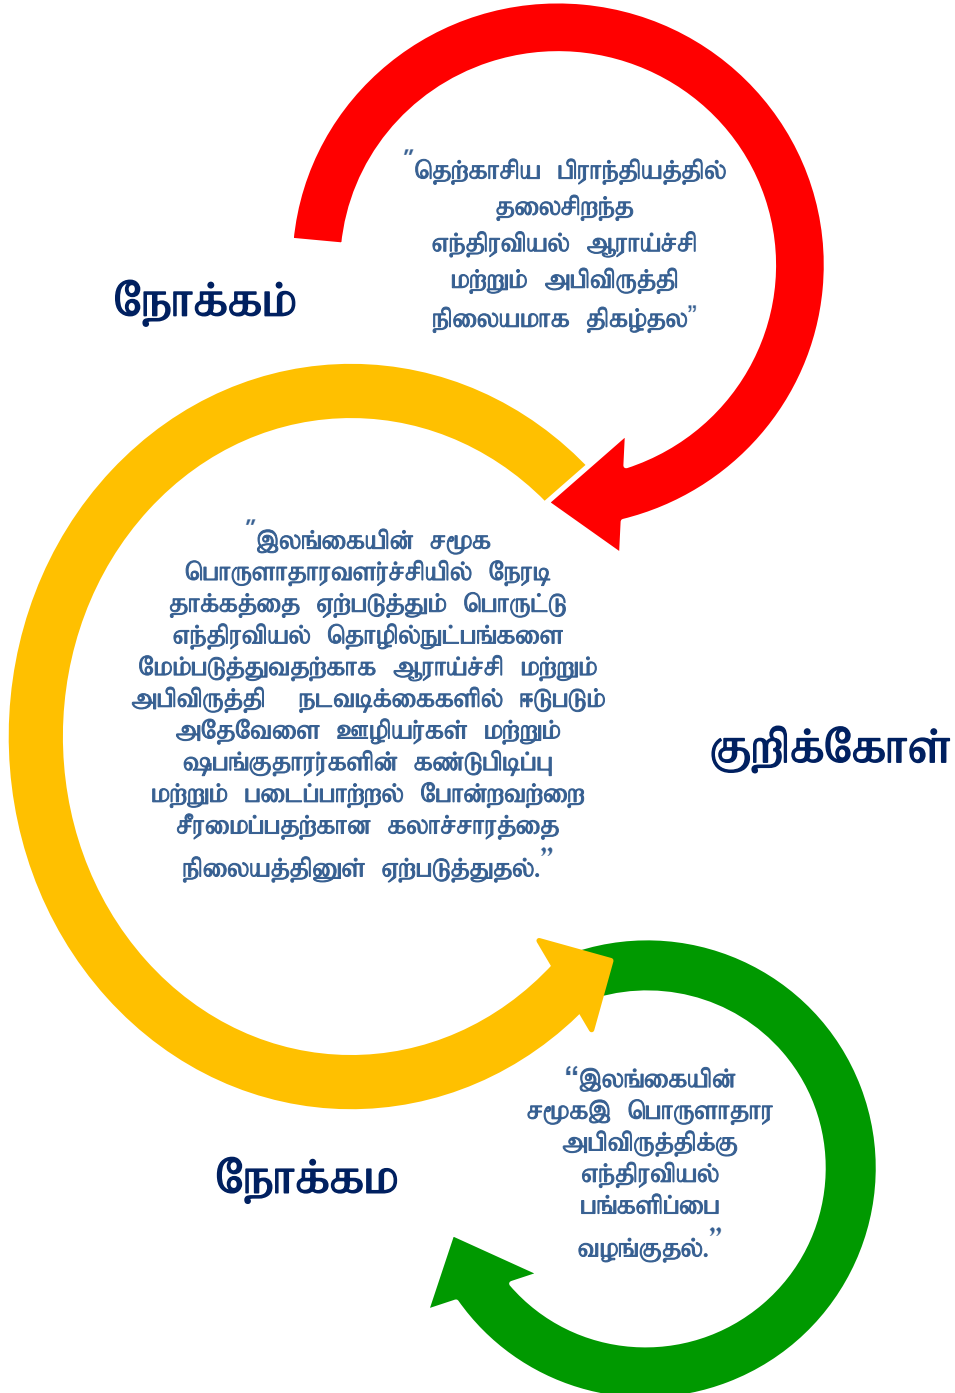 "தெற்காசிய பிராந்தியத்தில்
தலைசிறந்த
எந்திரவியல் ஆராய்ச்சி
மற்றும் அபிவிருத்தி
நிலையமாக திகழ்தல”
நோக்கம்
"இலங்கையின் சமூக
பொருளாதாரவளர்ச்சியில் நேரடி
தாக்கத்தை ஏற்படுத்தும் பொருட்டு
எந்திரவியல் தொழில்நுட்பங்களை
மேம்படுத்துவதற்காக ஆராய்ச்சி மற்றும்
அபிவிருத்தி நடவடிக்கைகளில் ஈடுபடும்
அதேவேளை ஊழியர்கள் மற்றும்
ஷபங்குதாரர்களின் கண்டுபிடிப்பு
மற்றும் படைப்பாற்றல் போன்றவற்றை
சீரமைப்பதற்கான கலாச்சாரத்தை
நிலையத்தினுள் ஏற்படுத்துதல்.”
குறிக்கோள்
“இலங்கையின்
சமூகஇ பொருளாதார
அபிவிருத்திக்கு
எந்திரவியல்
பங்களிப்பை
வழங்குதல்.”
நோக்கம